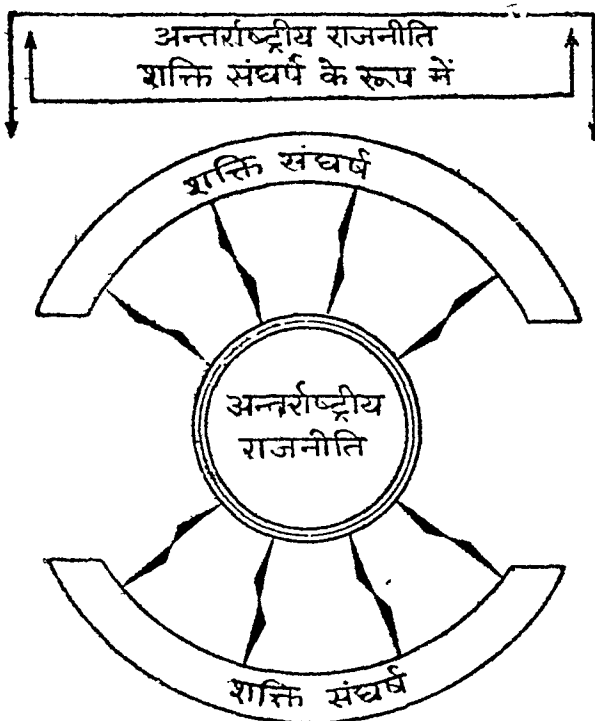 अन्तर्राष्ट्रीय राजनीति
शक्ति संघर्ष के रूप में
शक्ति संघर्ष
अन्तर्राष्ट्रीय
राजनीति
शक्ति संघर्ष